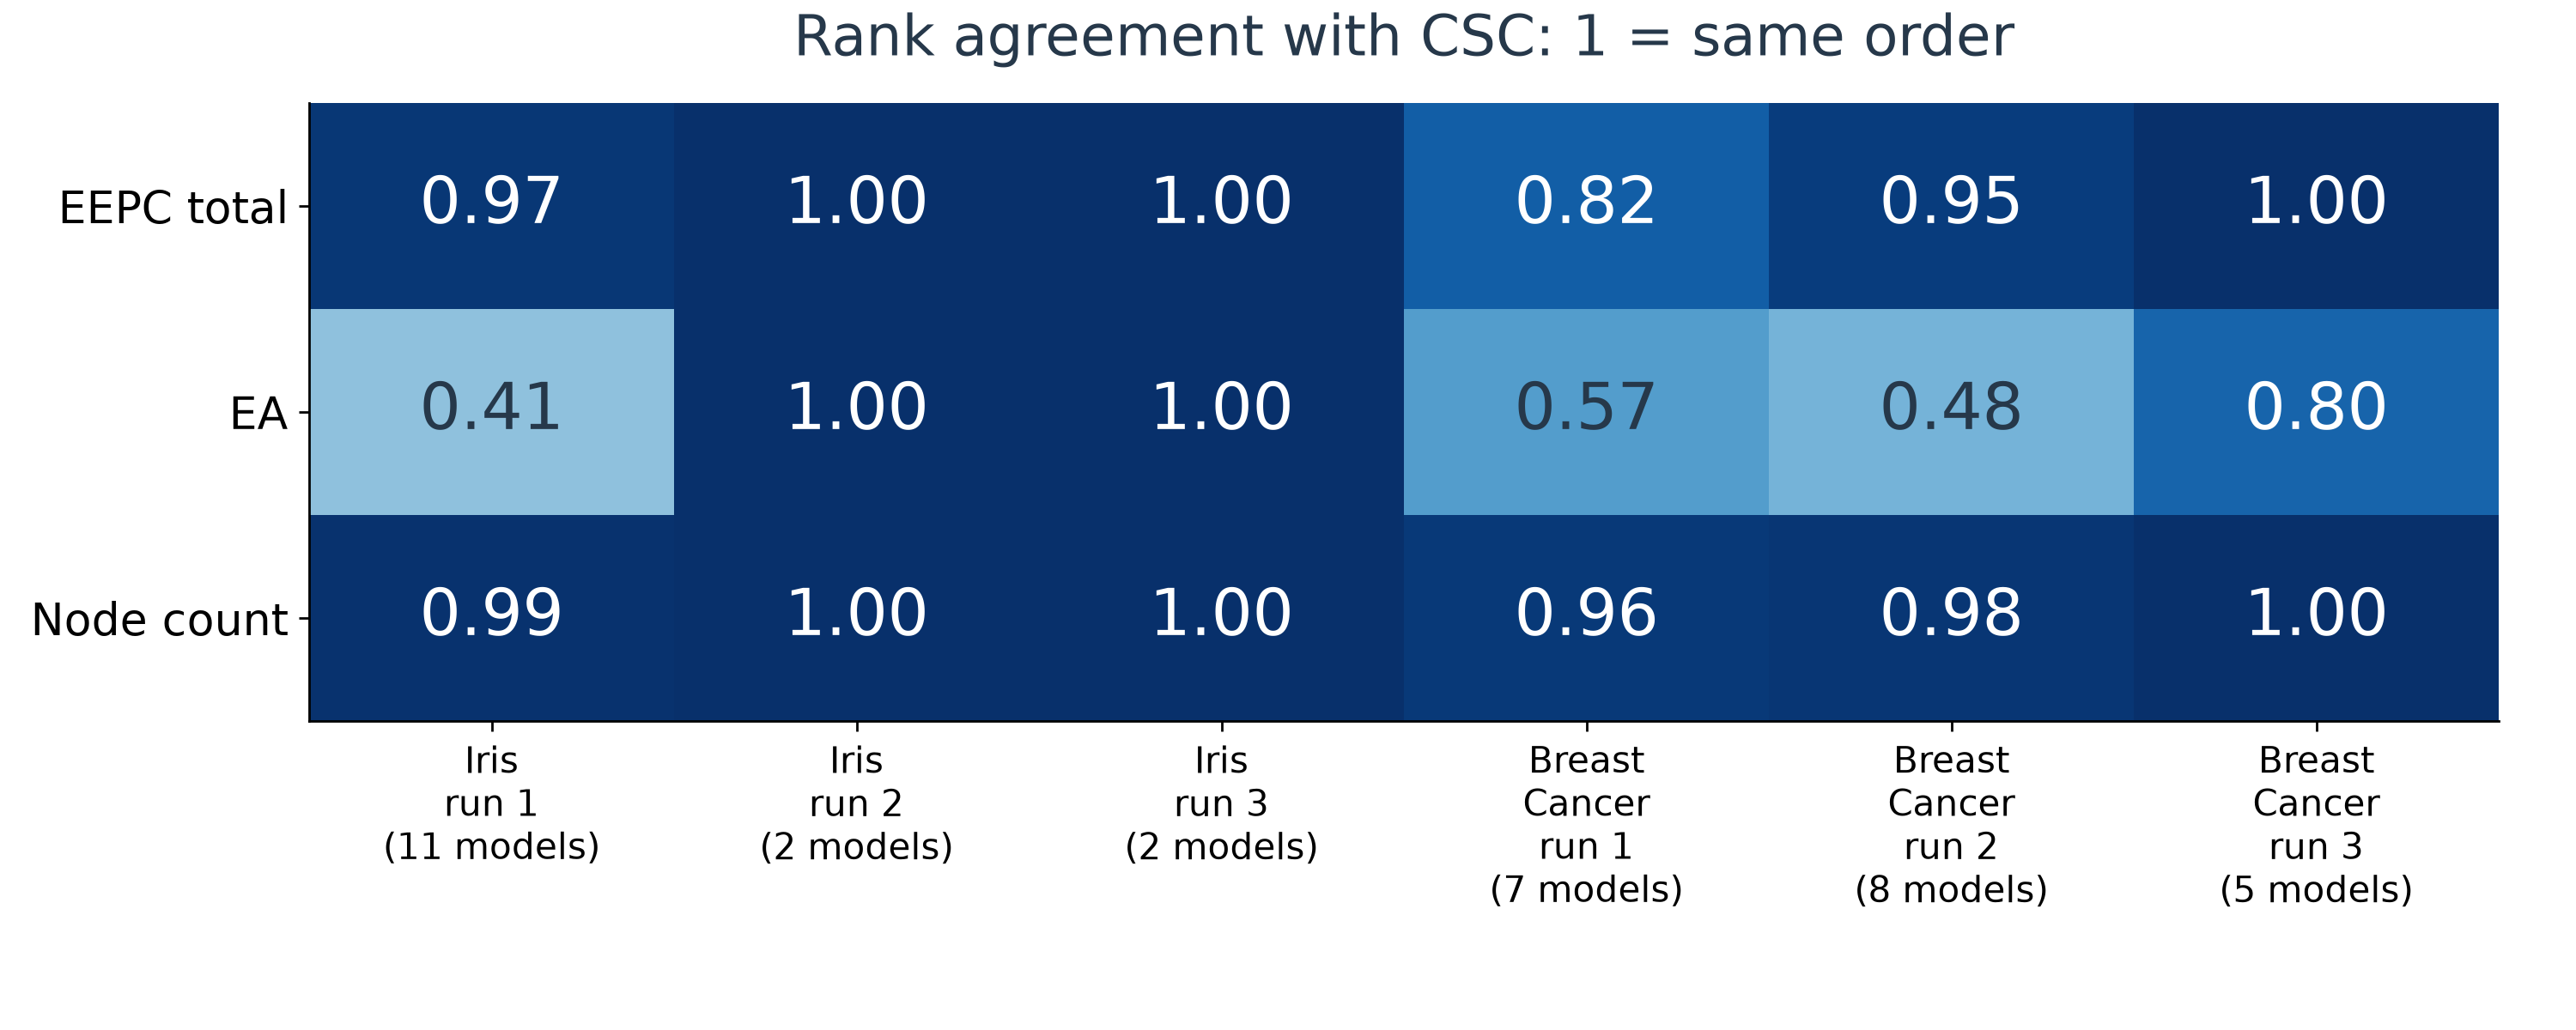 Rank agreement with CSC: 1 = same order
EEPC total
0.97
1.00
1.00
0.82
0.95
1.00
EA
0.41
1.00
1.00
0.57
0.48
0.80
Node count
0.99
1.00
1.00
0.96
0.98
1.00
Iris
run 1
(11 models)
Iris
run 2
(2 models)
Iris
run 3
(2 models)
Breast
Cancer
run 1
(7 models)
Breast
Cancer
run 2
(8 models)
Breast
Cancer
run 3
(5 models)